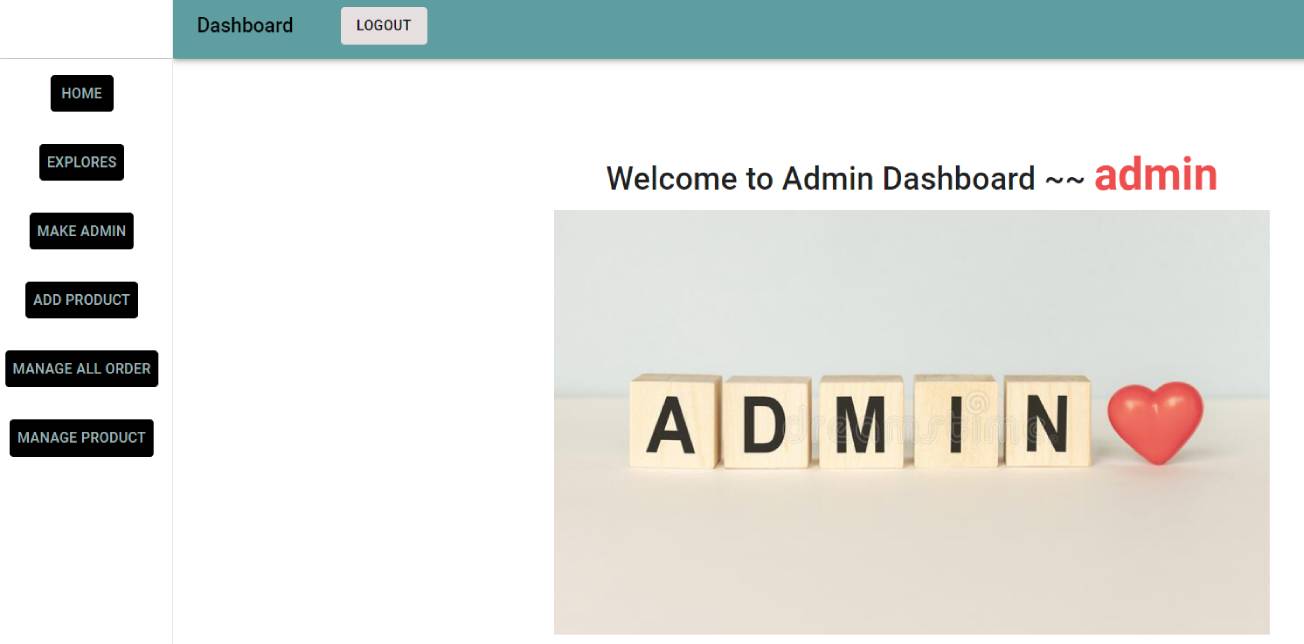 Dashboard
LOGOUT
HOME
EXPLORES
MAKE ADMIN
ADD PRODUCT
MANAGE ALL ORDER
MANAGE PRODUCT
Welcome to Admin Dashboard ~~ admin
ADMIN
dreamstime